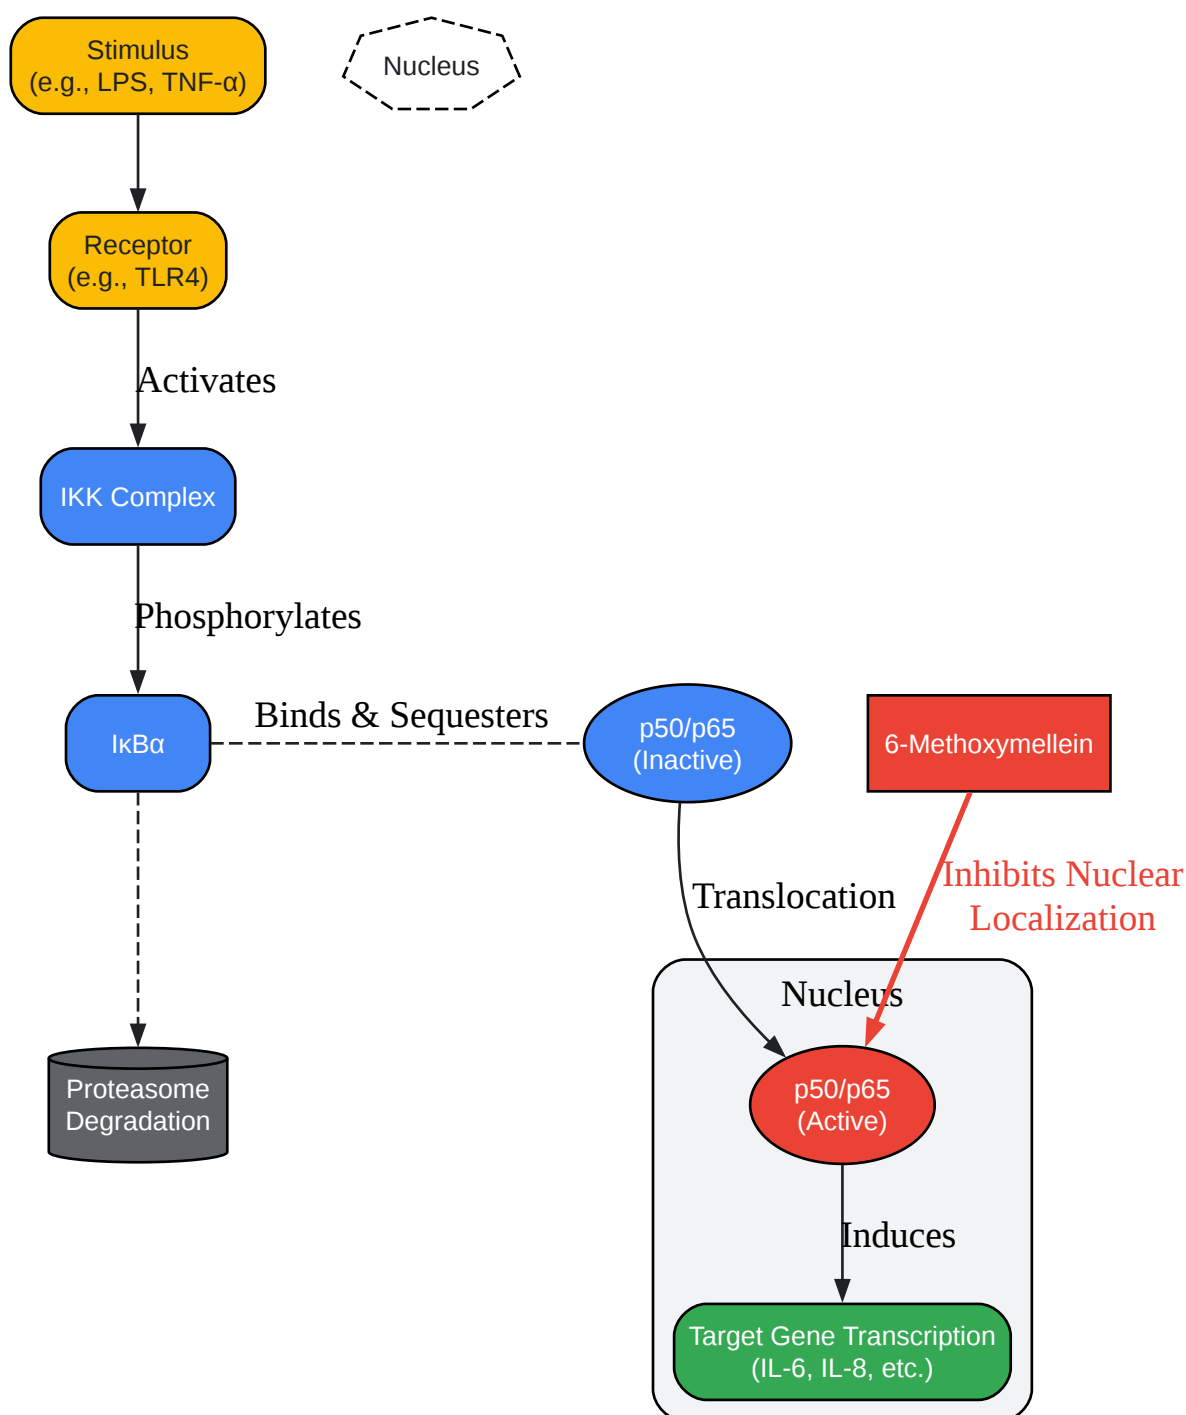 Stimulus
(e.g., LPS, TNF-α)
Nucleus
Receptor
(e.g., TLR4)
Activates
IKK Complex
Phosphorylates
IκBα
Binds & Sequesters
p50/p65
(Inactive)
6-Methoxymellein
Translocation
Inhibits Nuclear
Localization
Nucleus
Proteasome
Degradation
p50/p65
(Active)
Induces
Target Gene Transcription
(IL-6, IL-8, etc.)